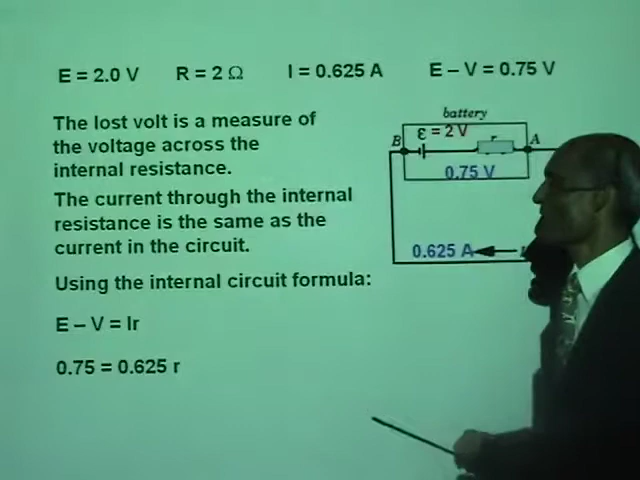 E = 2.0 V R = 2 Ω I = 0.625 A E – V = 0.75 V
The lost volt is a measure of
the voltage across the
internal resistance.
The current through the internal
resistance is the same as the
current in the circuit.
Using the internal circuit formula:
E – V = Ir
0.75 = 0.625 r
battery
B ε = 2 V r A
0.75 V
0.625 A